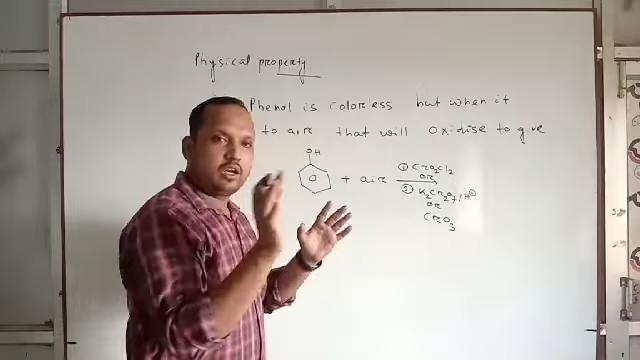 Physical property
Phenol is colorless but when it
to air that will oxidise to give
OH
+ air
① CrO2Cl2
OR
② K2Cr2O7/H⊕
OR
CrO3